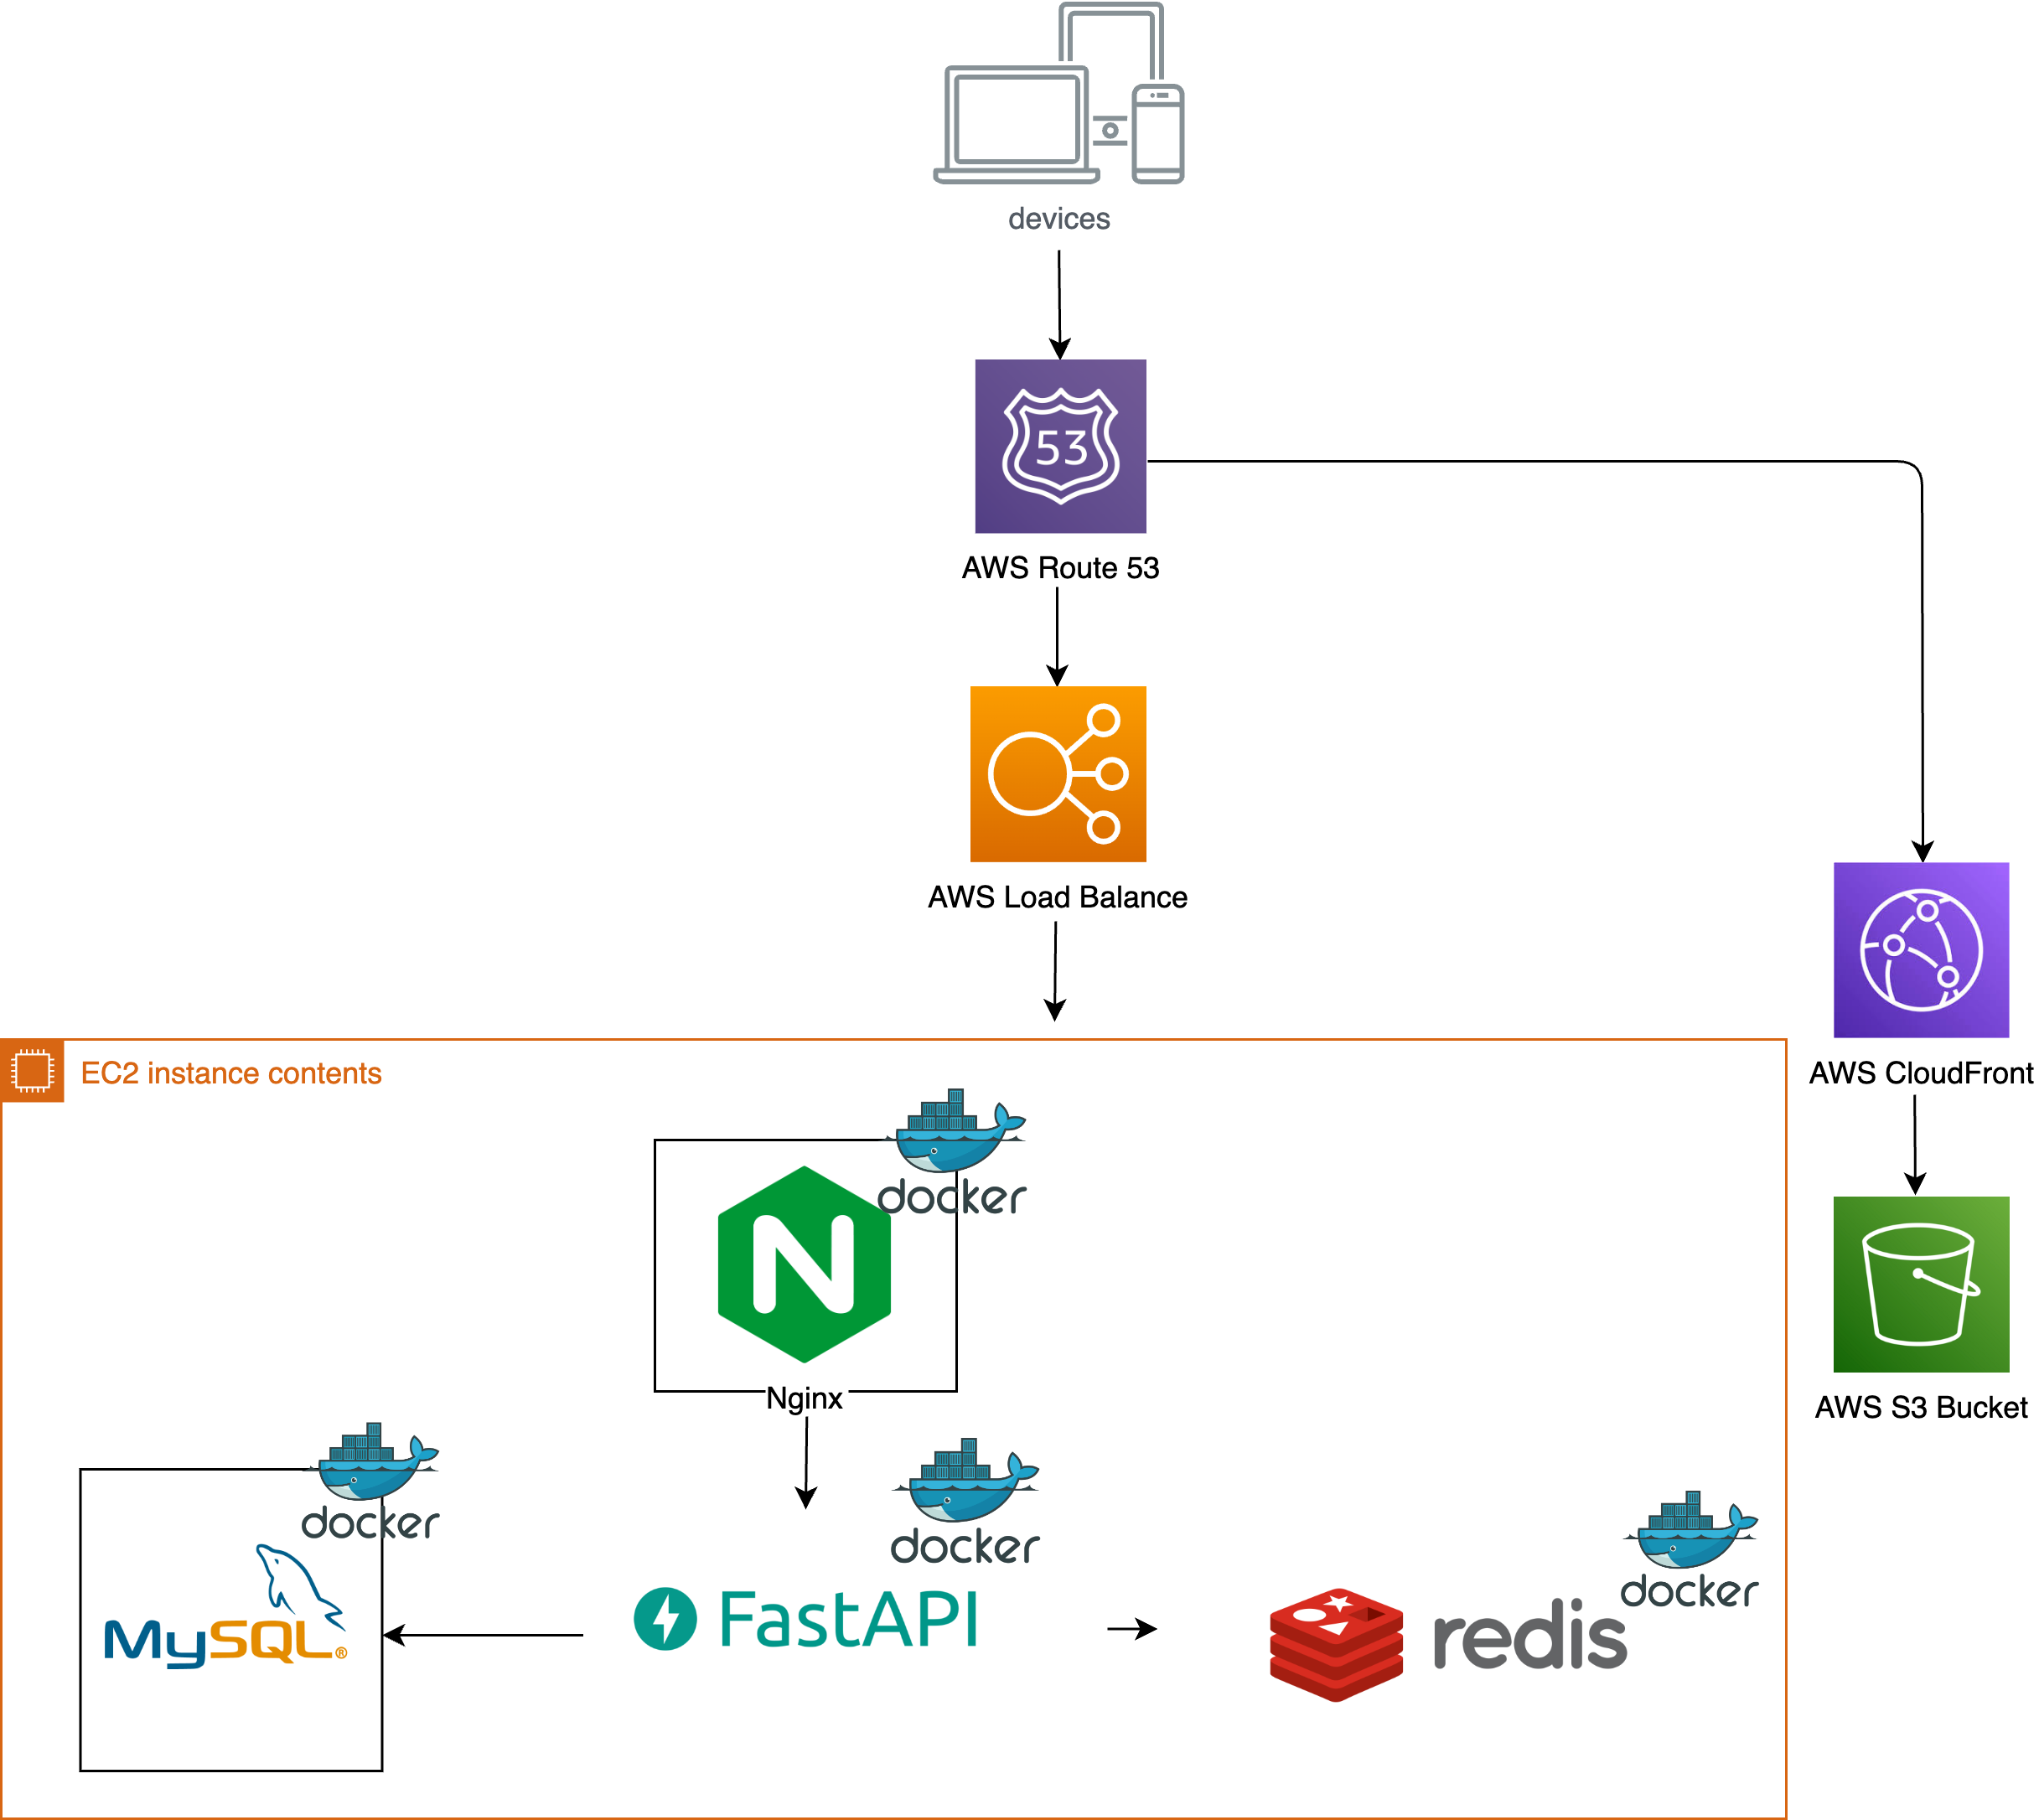 devices
53
AWS Route 53
AWS Load Balance
EC2 instance contents
AWS CloudFront
docker
N
Nginx
AWS S3 Bucket
docker
docker
docker
MySQL®
FastAPI
redis